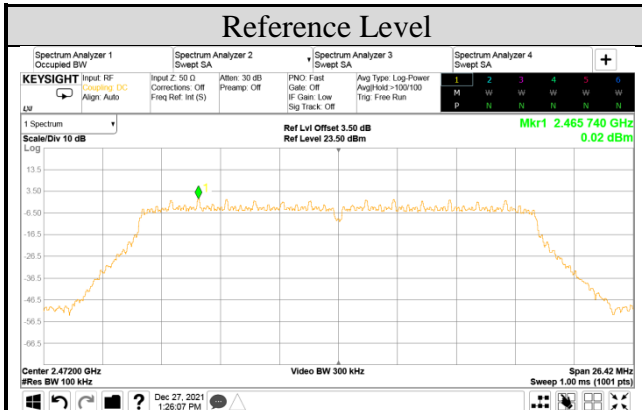 Reference Level
Spectrum Analyzer 1
Occupied BW
Spectrum Analyzer 2
Swept SA
Spectrum Analyzer 3
Swept SA
Spectrum Analyzer 4
Swept SA
+
KEYSIGHT
Input: RF
Coupling: DC
Align: Auto
Input Z: 50 Ω
Corrections: Off
Freq Ref: Int (S)
Atten: 30 dB
Preamp: Off
PNO: Fast
Gate: Off
IF Gain: Low
Sig Track: Off
Avg Type: Log-Power
Avg|Hold:>100/100
Trig: Free Run
1 2 3 4 5 6
M W W W W W
P N N N N N
LXI
1 Spectrum
Scale/Div 10 dB
Ref Lvl Offset 3.50 dB
Ref Level 23.50 dBm
Mkr1 2.465 740 GHz
0.02 dBm
Log
13.5
3.50
-6.50
-16.5
-26.5
-36.5
-46.5
-56.5
-66.5
1
Center 2.47200 GHz
#Res BW 100 kHz
Video BW 300 kHz
Span 26.42 MHz
Sweep 1.00 ms (1001 pts)
?
Dec 27, 2021
1:26:07 PM